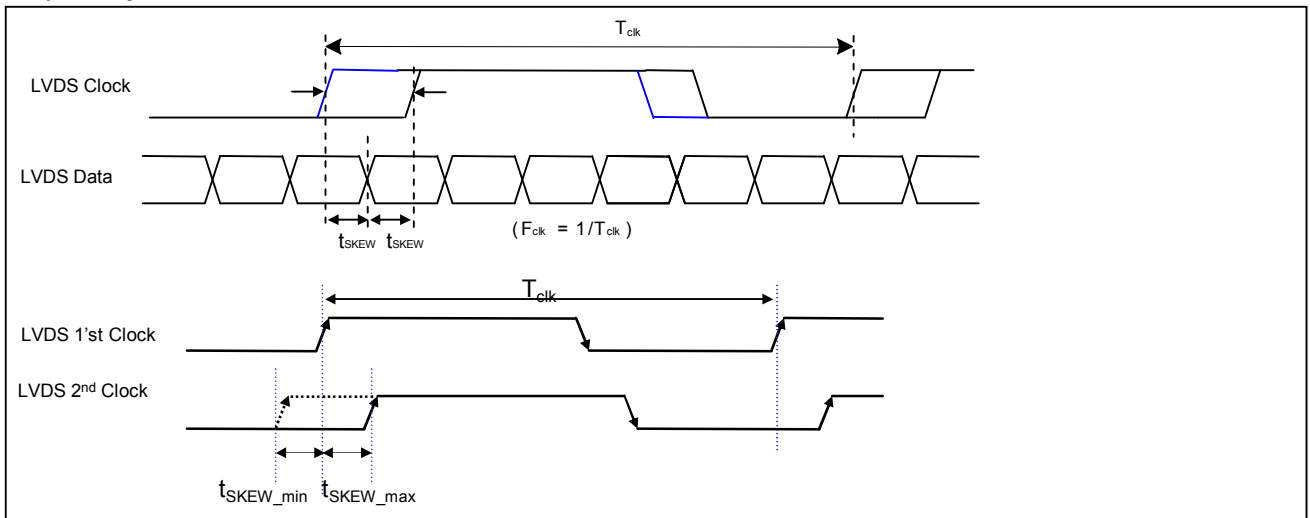 Tclk
LVDS Clock
LVDS Data
tSKEW tSKEW
( Fclk = 1/Tclk )
Tclk
LVDS 1'st Clock
LVDS 2nd Clock
tSKEW_min tSKEW_max